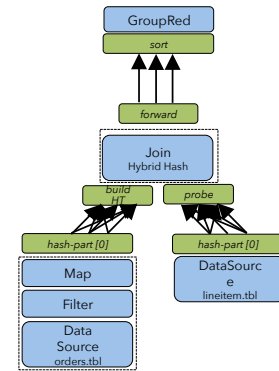 GroupRed
sort
forward
Join
Hybrid Hash
build
HT
probe
hash-part [0]
hash-part [0]
Map
DataSourc
e
lineitem.tbl
Filter
Data
Source
orders.tbl